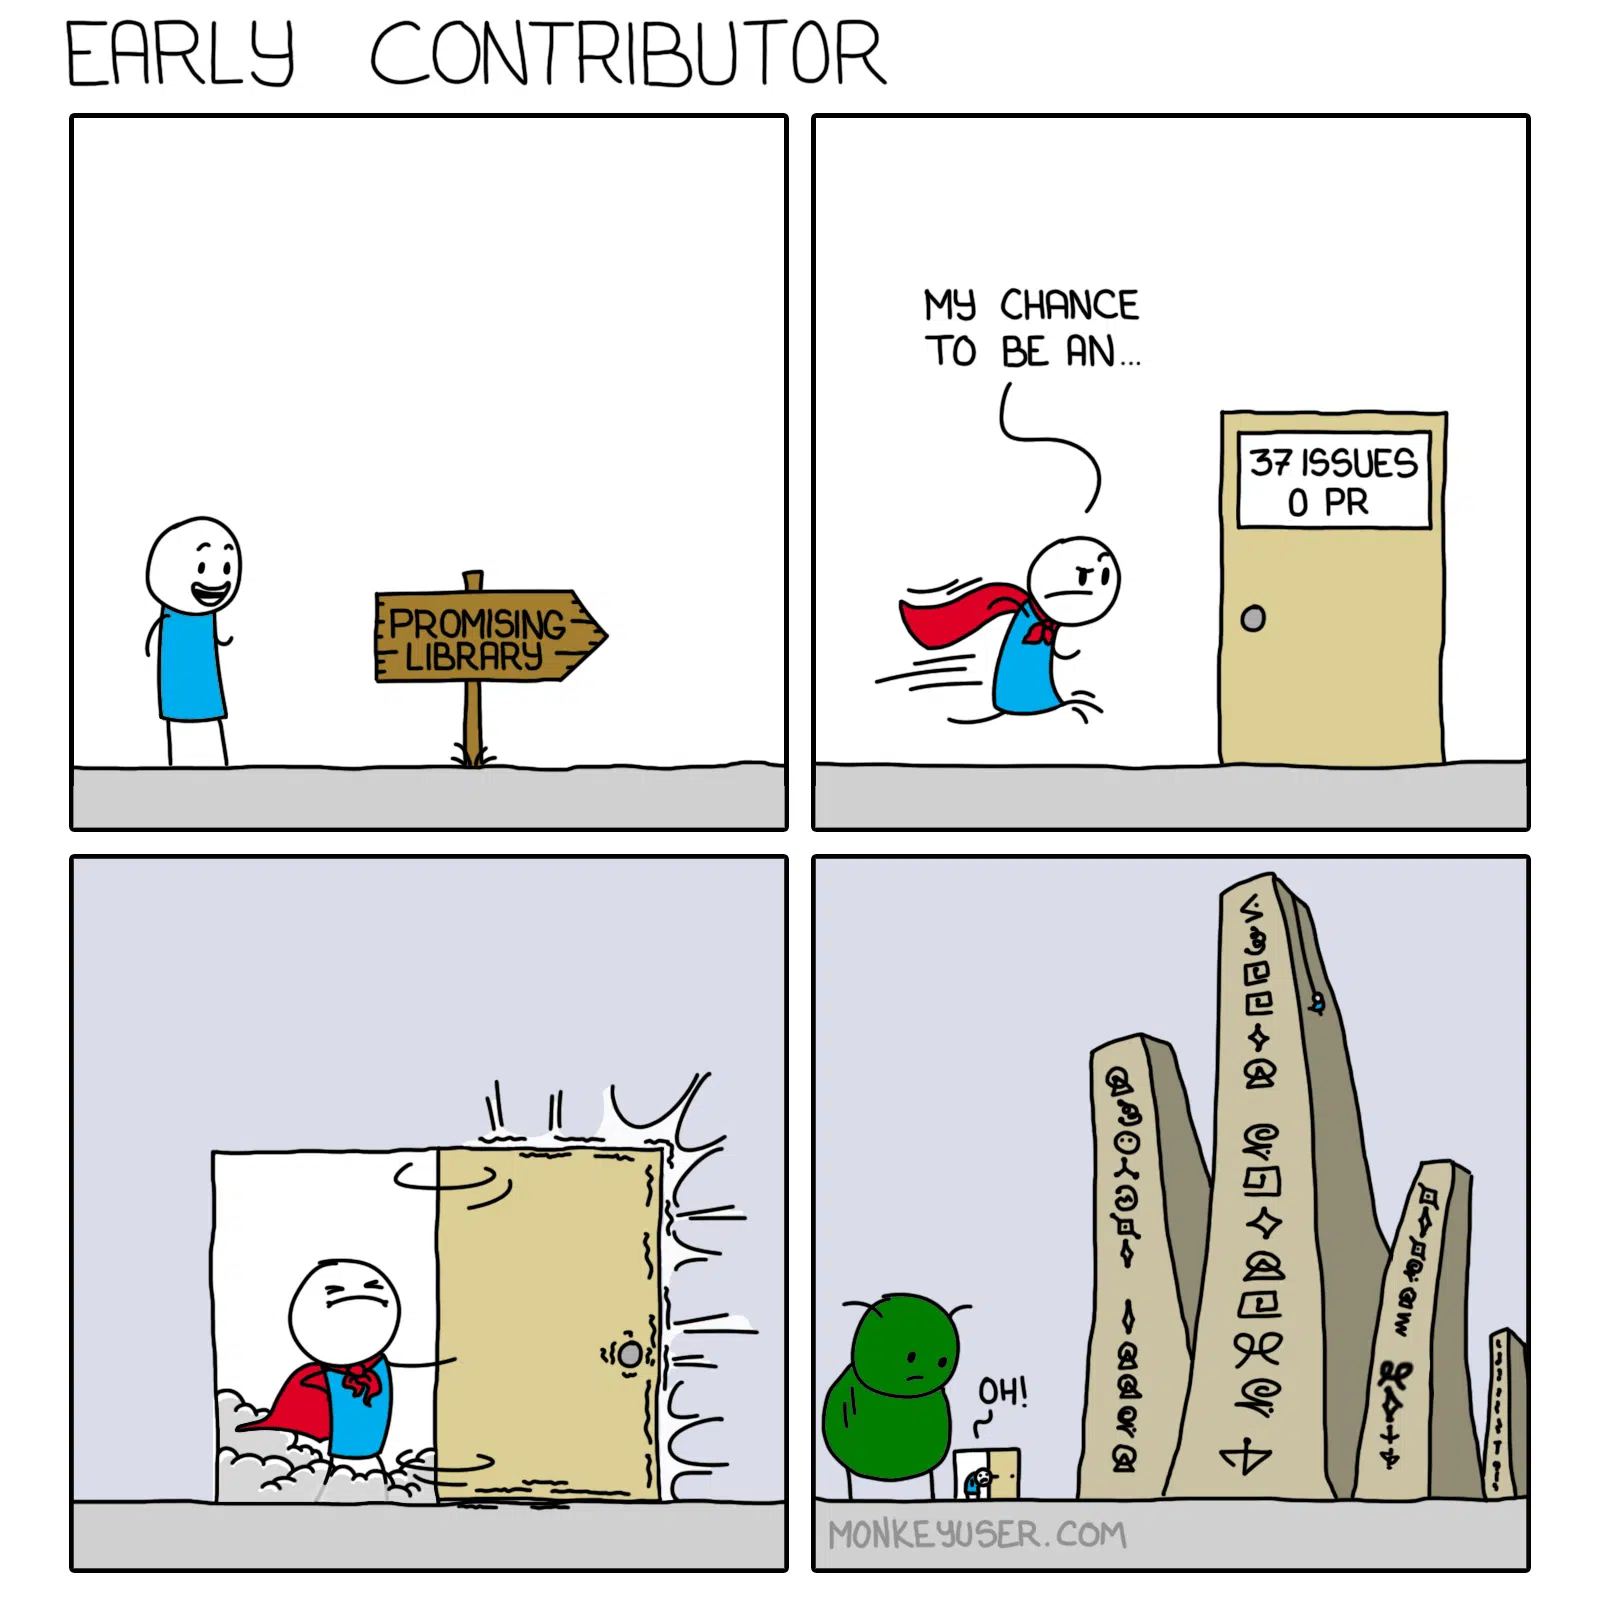 EARLY CONTRIBUTOR
PROMISING
LIBRARY
MY CHANCE
TO BE AN...
37 ISSUES
0 PR
OH!
MONKEYUSER.COM